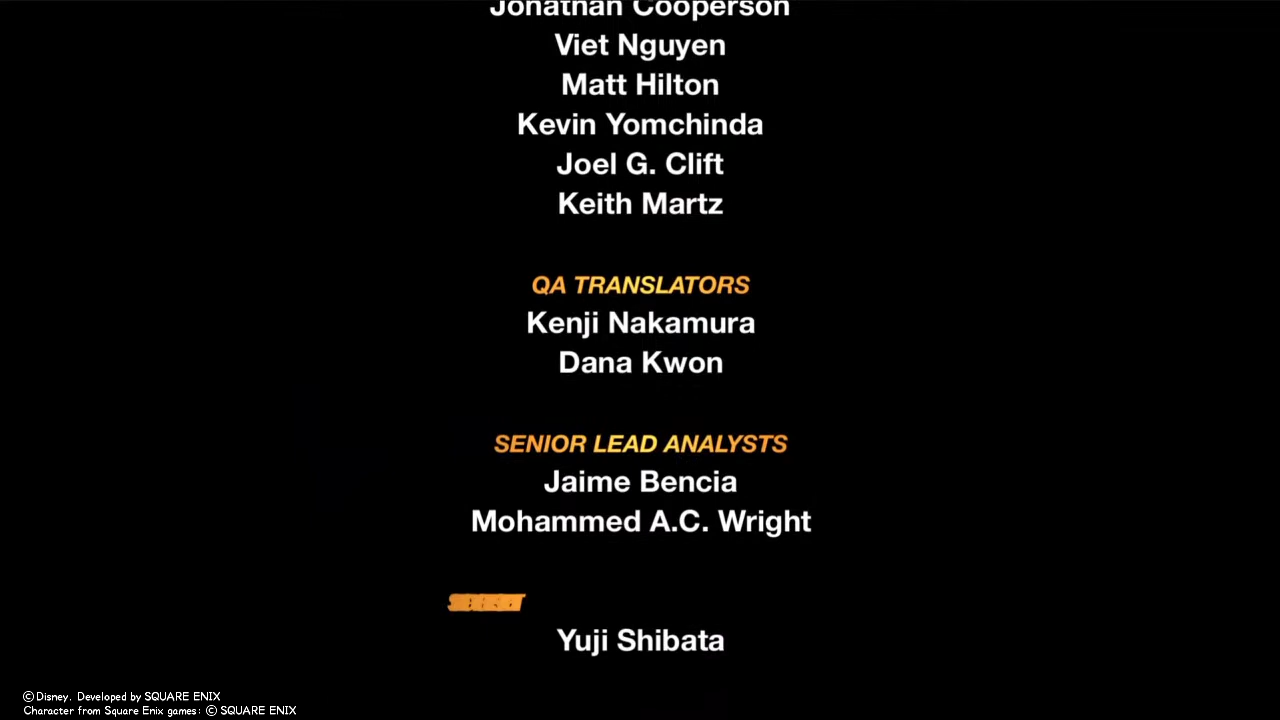 Jonathan Cooperson
Viet Nguyen
Matt Hilton
Kevin Yomchinda
Joel G. Clift
Keith Martz
QA TRANSLATORS
Kenji Nakamura
Dana Kwon
SENIOR LEAD ANALYSTS
Jaime Bencia
Mohammed A.C. Wright
Yuji Shibata
©Disney. Developed by SQUARE ENIX
Character from Square Enix games: © SQUARE ENIX